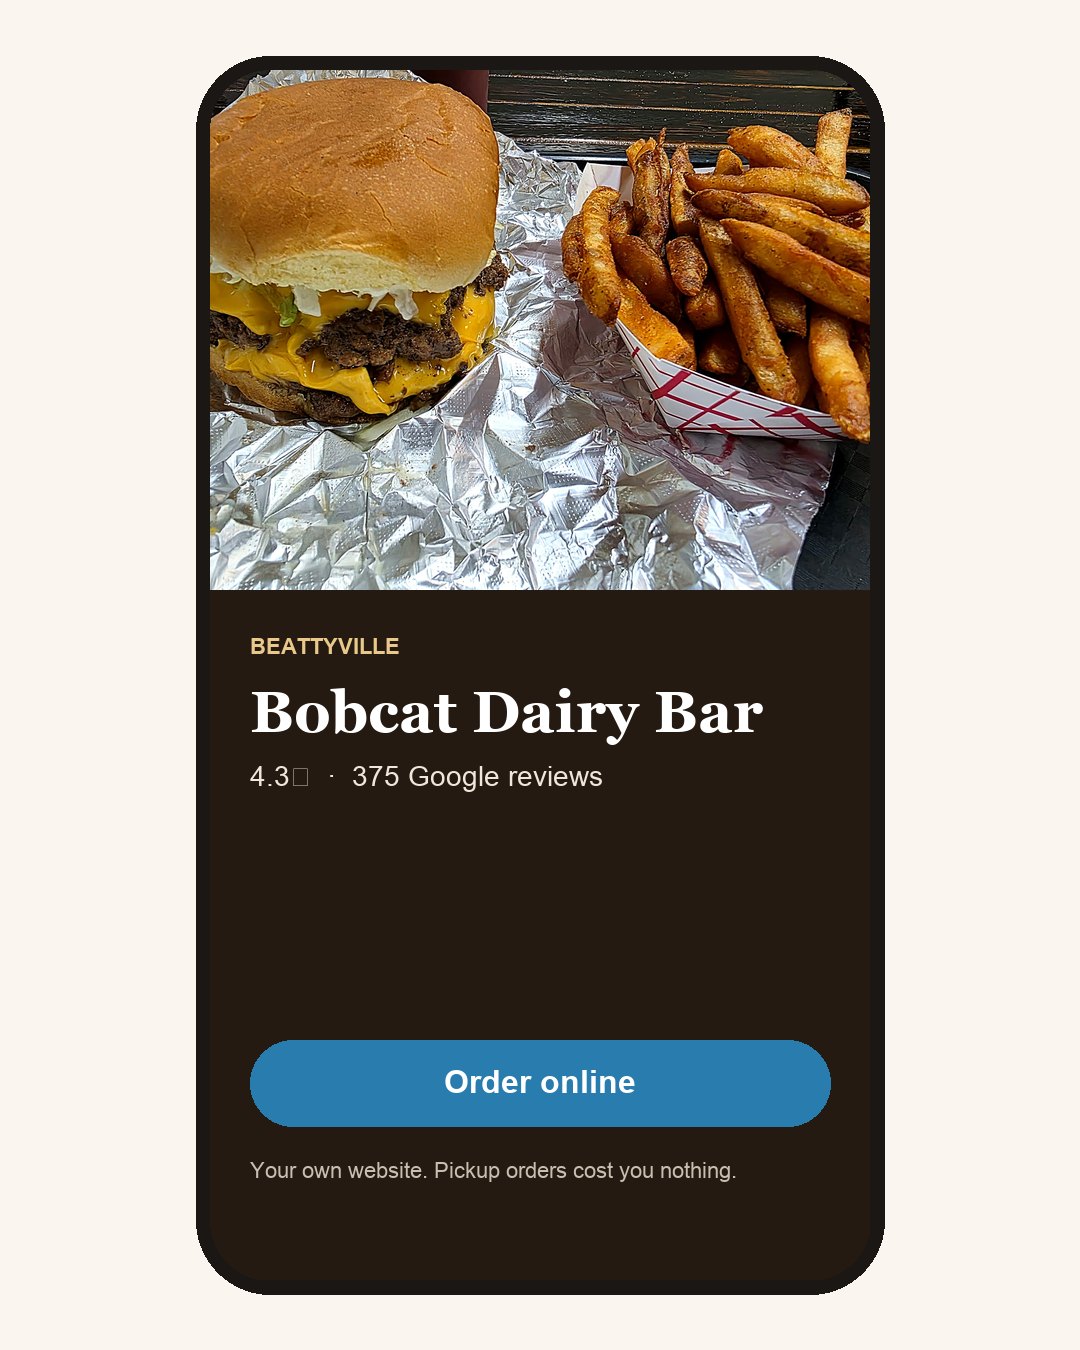 BEATTYVILLE
Bobcat Dairy Bar
4.3□ · 375 Google reviews
Order online
Your own website. Pickup orders cost you nothing.